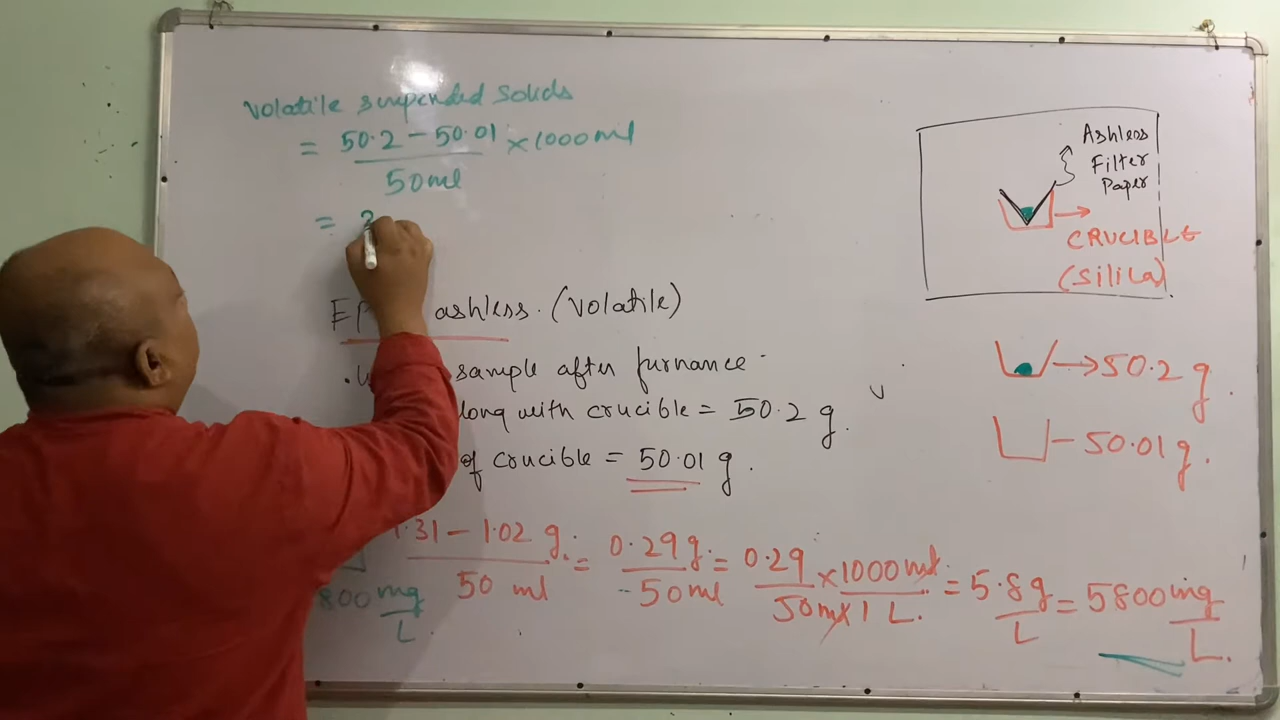 Volatile suspended solids
= 50.2 - 50.01 / 50 ml × 1000 ml
=
ashless. (volatile)
sample after furnance
long with crucible = 50.2 g.
of crucible = 50.01 g.
1.31 - 1.02 g. / 50 ml = 0.29 g. / 50 ml = 0.29 × 1000 ml / 50 ml × 1 L. = 5.8 g / L = 5800 mg / L.
800 mg / L.
Ashless
Filter
Paper
CRUCIBLE
(Silica)
50.2 g
50.01 g.